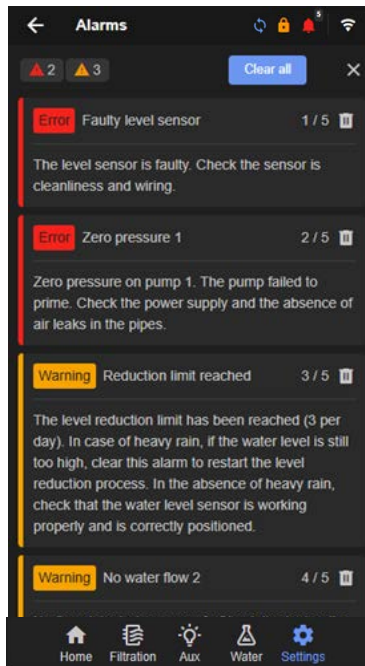 Alarms
5
2
3
Clear all
Error Faulty level sensor 1 / 5
The level sensor is faulty. Check the sensor is
cleanliness and wiring.
Error Zero pressure 1 2 / 5
Zero pressure on pump 1. The pump failed to
prime. Check the power supply and the absence of
air leaks in the pipes.
Warning Reduction limit reached 3 / 5
The level reduction limit has been reached (3 per
day). In case of heavy rain, if the water level is still
too high, clear this alarm to restart the level
reduction process. In the absence of heavy rain,
check that the water level sensor is working
properly and is correctly positioned.
Warning No water flow 2 4 / 5
Home Filtration Aux Water Settings